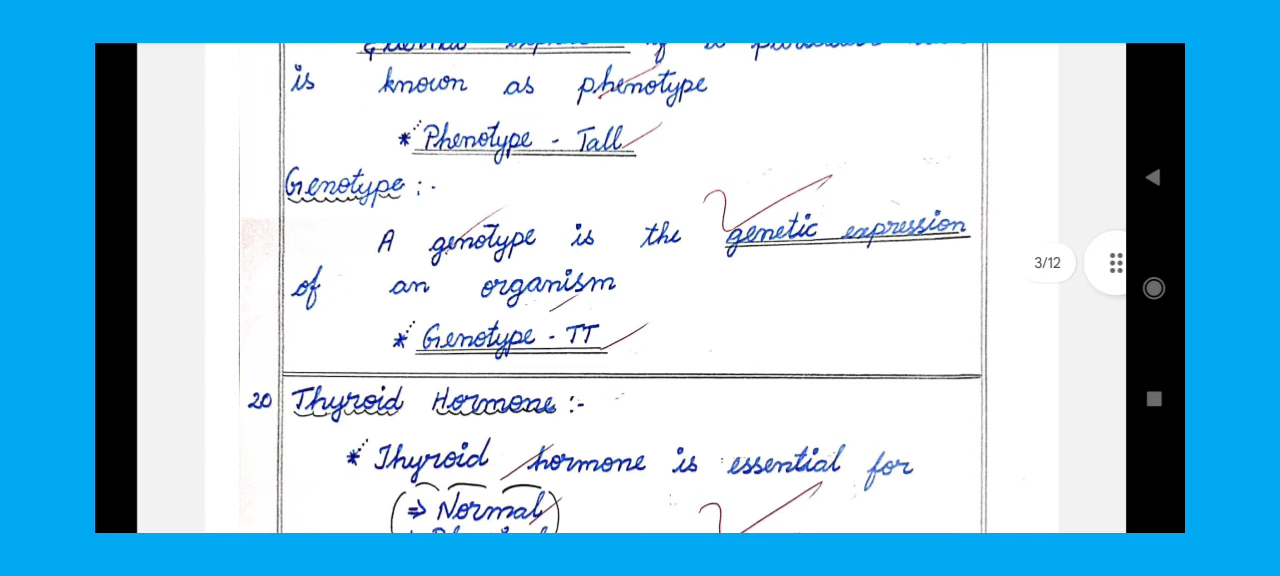 is known as phenotype
* Phenotype - Tall
Genotype :-
A genotype is the genetic expression
of an organism
* Genotype - TT
3/12
20 Thyroid Hormone :-
* Thyroid hormone is essential for
(⇒ Normal)